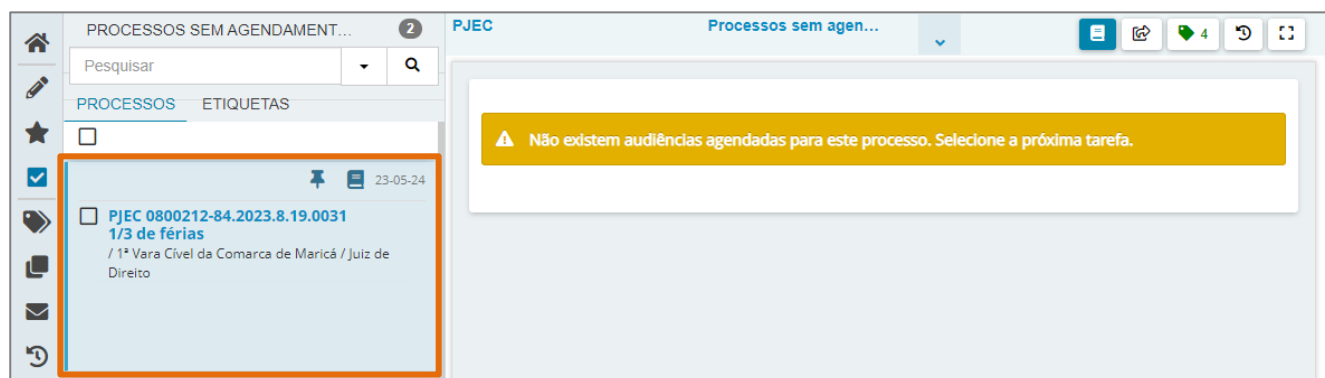 PROCESSOS SEM AGENDAMENT... 2
Pesquisar
PROCESSOS ETIQUETAS
23-05-24
PJEC 0800212-84.2023.8.19.0031
1/3 de férias
/ 1ª Vara Cível da Comarca de Maricá / Juiz de
Direito
PJEC Processos sem agen... 4
Não existem audiências agendadas para este processo. Selecione a próxima tarefa.